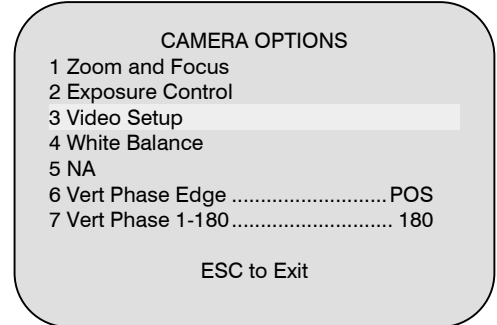 CAMERA OPTIONS
1 Zoom and Focus
2 Exposure Control
3 Video Setup
4 White Balance
5 NA
6 Vert Phase Edge ........................... POS
7 Vert Phase 1-180............................ 180
ESC to Exit